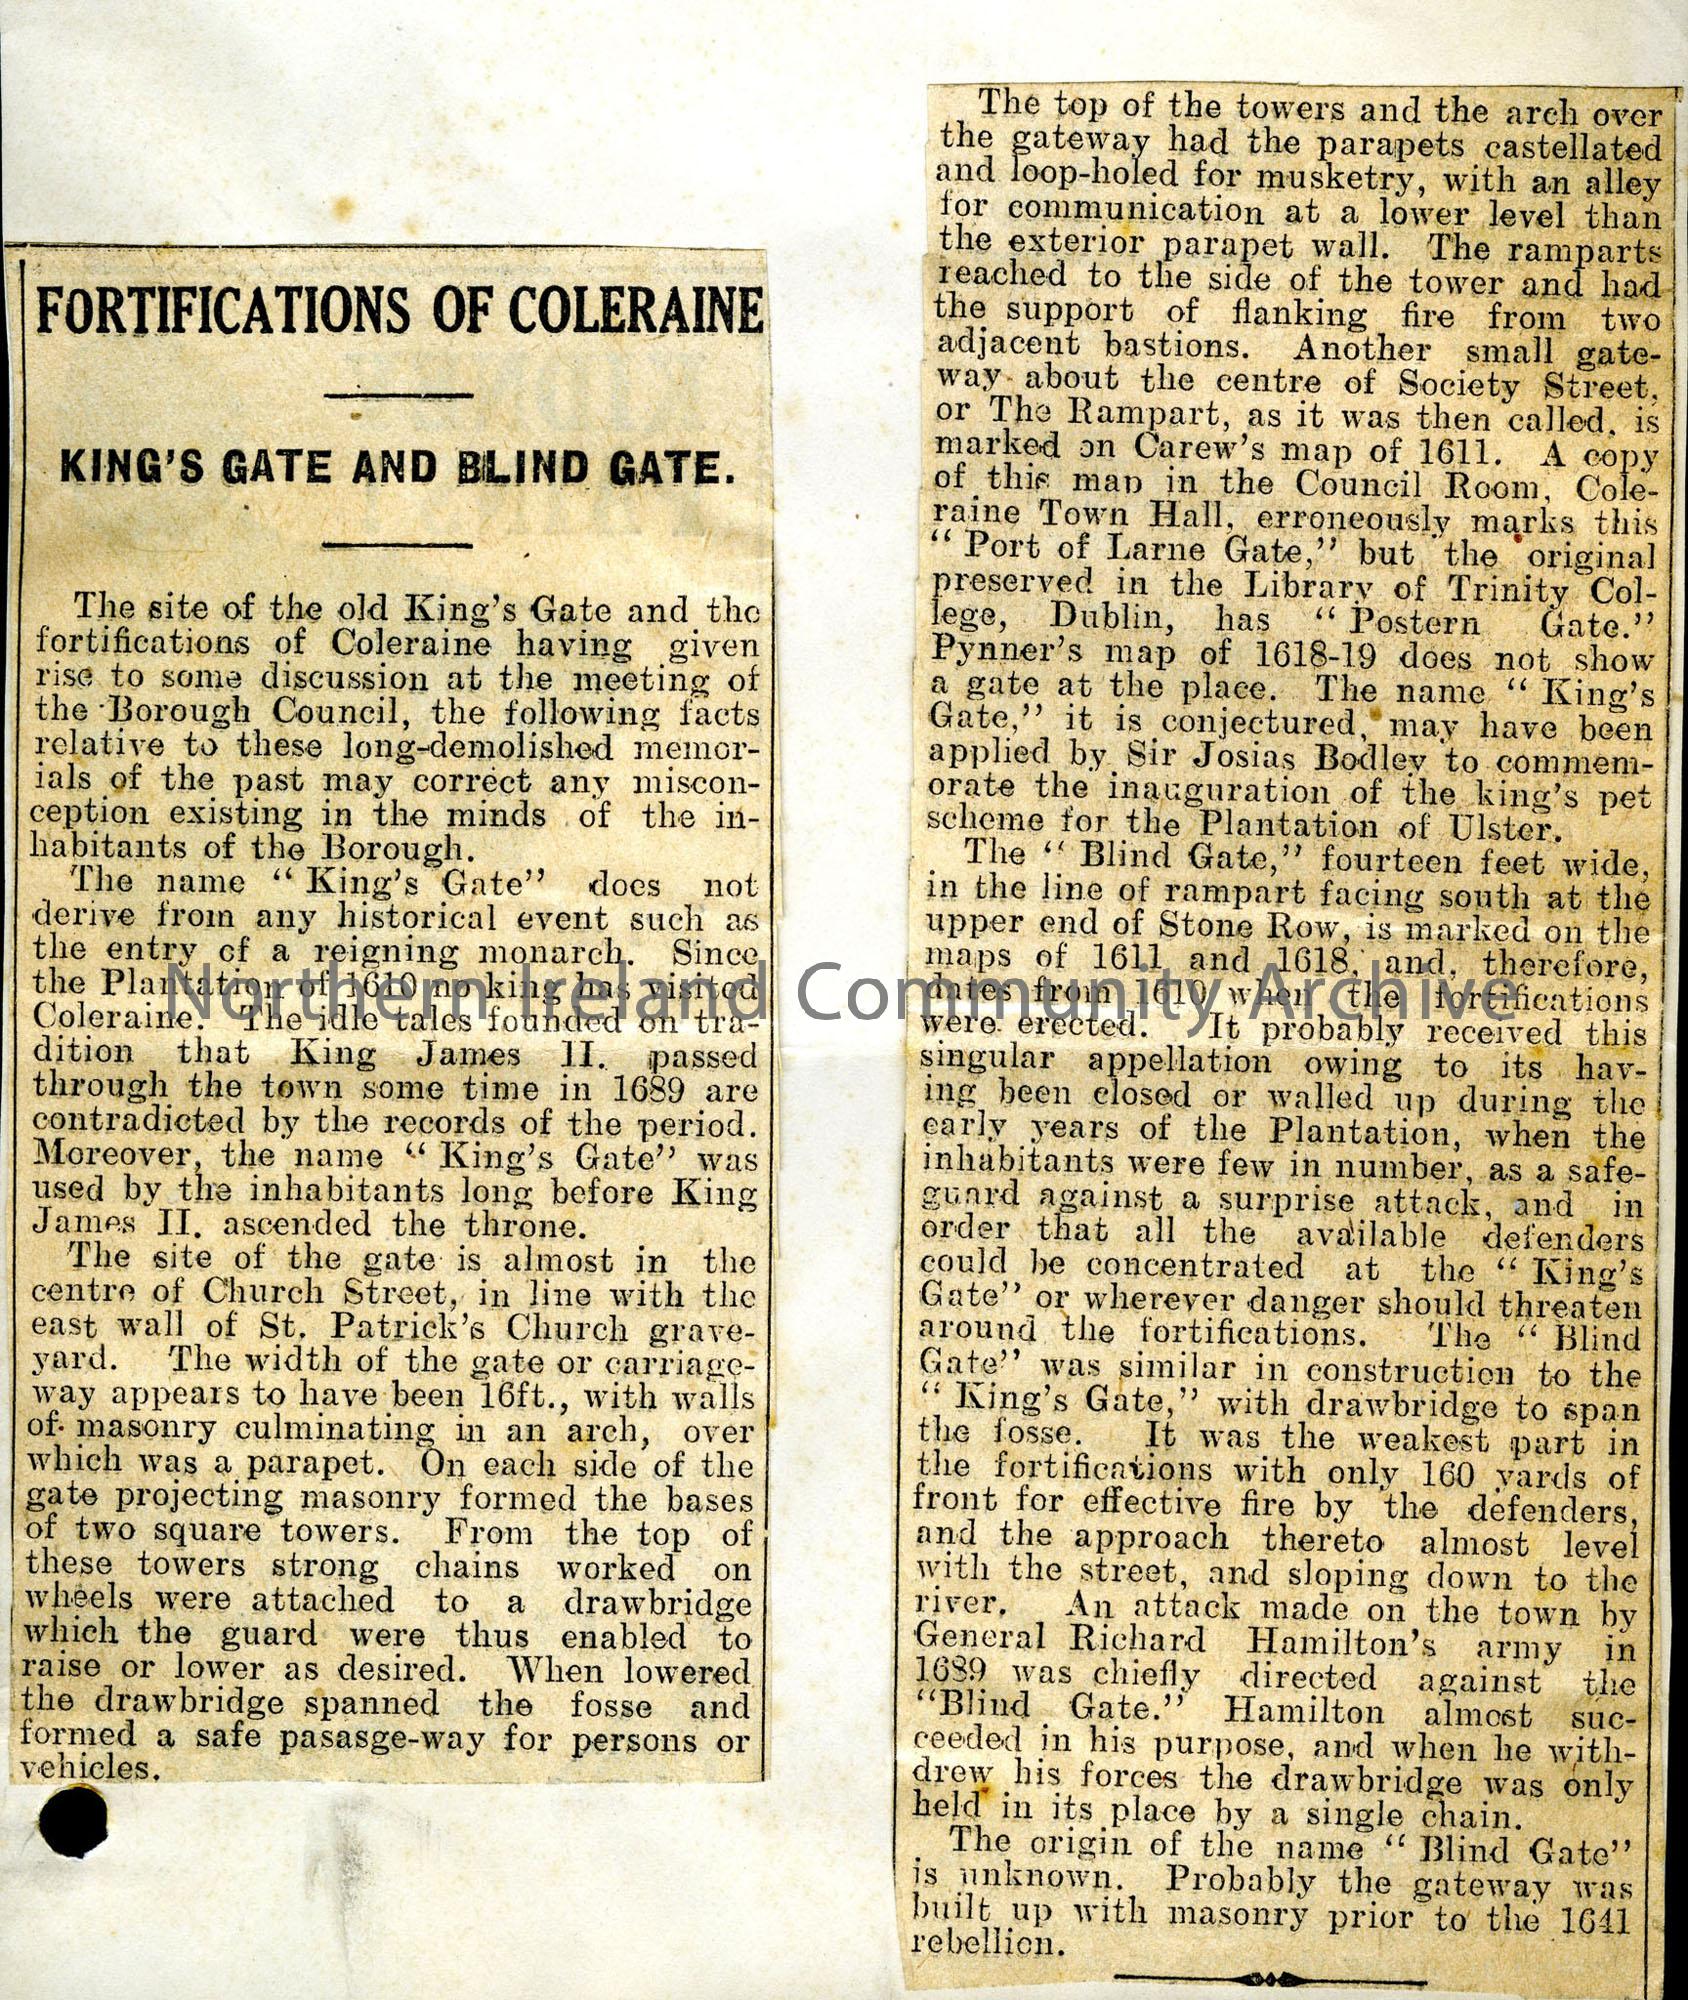 FORTIFICATIONS OF COLERAINE
KING'S GATE AND BLIND GATE.
The site of the old King's Gate and the
fortifications of Coleraine having given
rise to some discussion at the meeting of
the Borough Council, the following facts
relative to these long-demolished memor-
ials of the past may correct any miscon-
ception existing in the minds of the in-
habitants of the Borough.
The name "King's Gate" does not
derive from any historical event such as
the entry of a reigning monarch. Since
the Plantation of 1610 no king has visited
Coleraine. The idle tales founded on tra-
dition that King James II. passed
through the town some time in 1689 are
contradicted by the records of the period.
Moreover, the name "King's Gate" was
used by the inhabitants long before King
James II. ascended the throne.
The site of the gate is almost in the
centre of Church Street, in line with the
east wall of St. Patrick's Church grave-
yard. The width of the gate or carriage-
way appears to have been 16ft., with walls
of masonry culminating in an arch, over
which was a parapet. On each side of the
gate projecting masonry formed the bases
of two square towers. From the top of
these towers strong chains worked on
wheels were attached to a drawbridge
which the guard were thus enabled to
raise or lower as desired. When lowered
the drawbridge spanned the fosse and
formed a safe pasasge-way for persons or
vehicles.
The top of the towers and the arch over
the gateway had the parapets castellated
and loop-holed for musketry, with an alley
for communication at a lower level than
the exterior parapet wall. The ramparts
reached to the side of the tower and had
the support of flanking fire from two
adjacent bastions. Another small gate-
way about the centre of Society Street,
or The Rampart, as it was then called, is
marked on Carew's map of 1611. A copy
of this map in the Council Room, Cole-
raine Town Hall, erroneously marks this
"Port of Larne Gate," but the original
preserved in the Library of Trinity Col-
lege, Dublin, has "Postern Gate."
Pynner's map of 1618-19 does not show
a gate at the place. The name "King's
Gate," it is conjectured, may have been
applied by Sir Josias Bodley to commem-
orate the inauguration of the king's pet
scheme for the Plantation of Ulster.
The "Blind Gate," fourteen feet wide,
in the line of rampart facing south at the
upper end of Stone Row, is marked on the
maps of 1611 and 1618, and, therefore,
dates from 1610 when the fortifications
were erected. It probably received this
singular appellation owing to its hav-
ing been closed or walled up during the
early years of the Plantation, when the
inhabitants were few in number, as a safe-
guard against a surprise attack, and in
order that all the available defenders
could be concentrated at the "King's
Gate" or wherever danger should threaten
around the fortifications. The "Blind
Gate" was similar in construction to the
"King's Gate," with drawbridge to span
the fosse. It was the weakest part in
the fortifications with only 160 yards of
front for effective fire by the defenders,
and the approach thereto almost level
with the street, and sloping down to the
river. An attack made on the town by
General Richard Hamilton's army in
1689 was chiefly directed against the
"Blind Gate." Hamilton almost suc-
ceeded in his purpose, and when he with-
drew his forces the drawbridge was only
held in its place by a single chain.
The origin of the name "Blind Gate"
is unknown. Probably the gateway was
built up with masonry prior to the 1641
rebellion.
Northern Ireland Community Archive